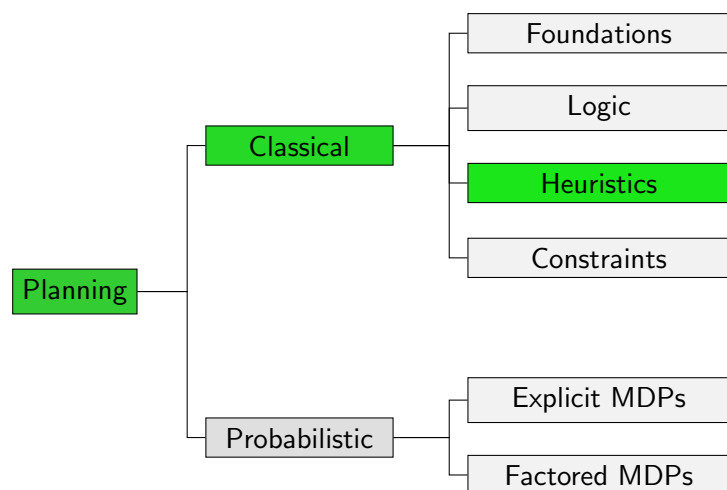 Foundations
Logic
Classical
Heuristics
Constraints
Planning
Explicit MDPs
Probabilistic
Factored MDPs